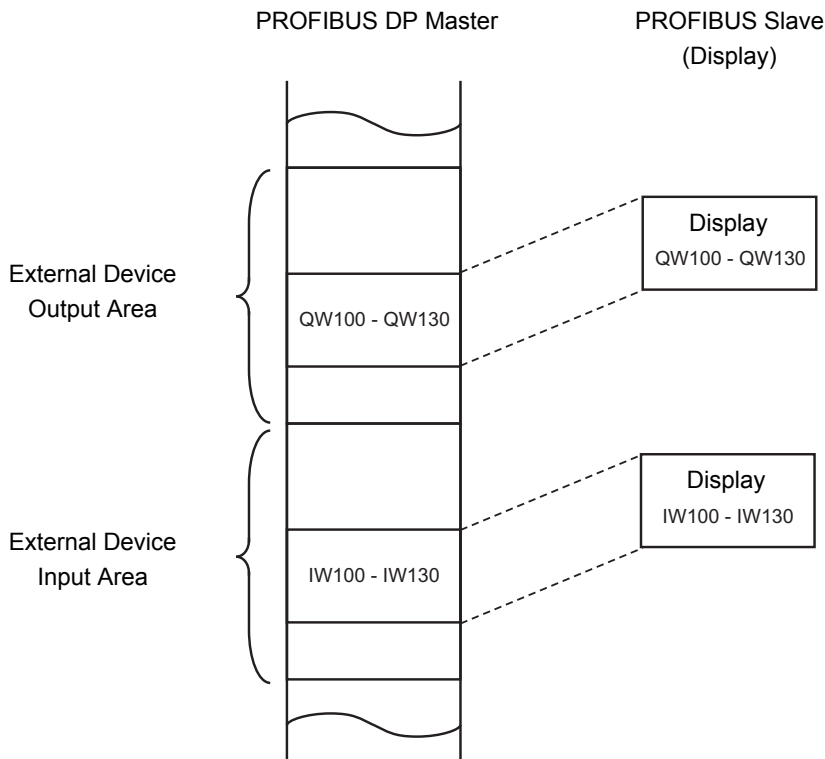 PROFIBUS DP Master
PROFIBUS Slave
(Display)
External Device
Output Area
QW100 - QW130
Display
QW100 - QW130
External Device
Input Area
IW100 - IW130
Display
IW100 - IW130